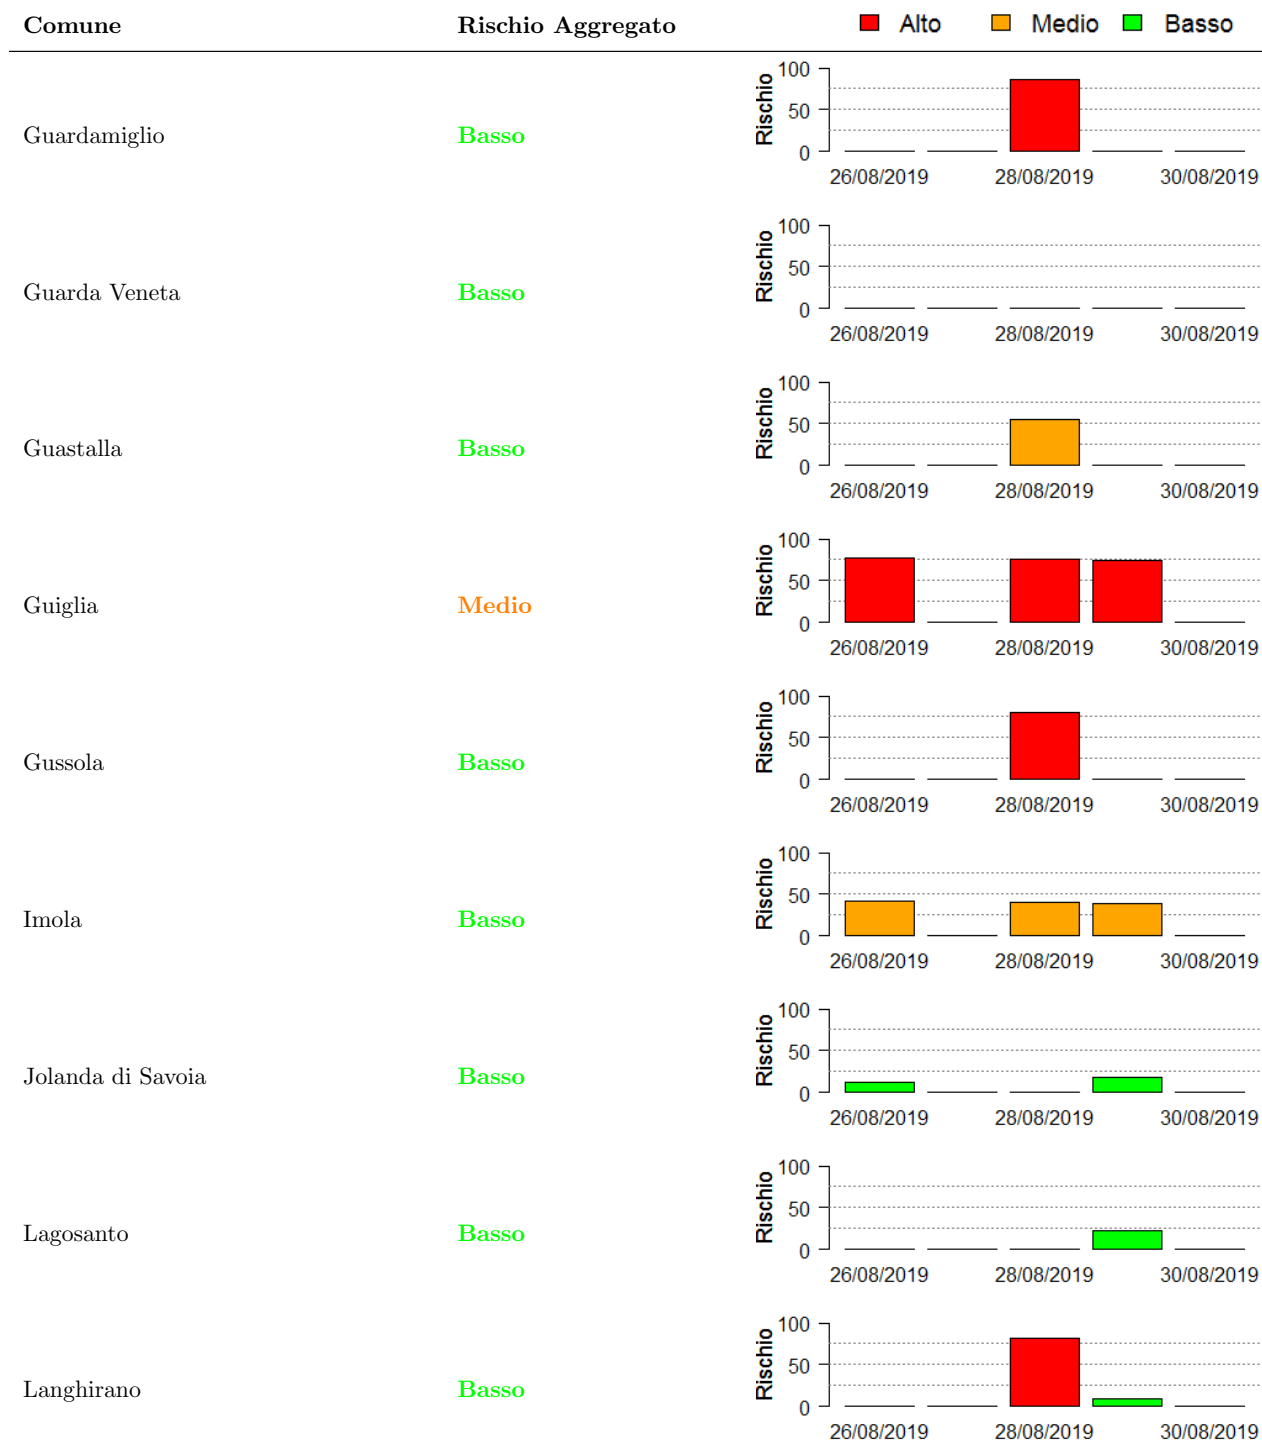 Comune Rischio Aggregato Alto Medio Basso
Guardamiglio Basso
Rischio
100
50
0
26/08/2019 28/08/2019 30/08/2019
Guarda Veneta Basso
Rischio
100
50
0
26/08/2019 28/08/2019 30/08/2019
Guastalla Basso
Rischio
100
50
0
26/08/2019 28/08/2019 30/08/2019
Guiglia Medio
Rischio
100
50
0
26/08/2019 28/08/2019 30/08/2019
Gussola Basso
Rischio
100
50
0
26/08/2019 28/08/2019 30/08/2019
Imola Basso
Rischio
100
50
0
26/08/2019 28/08/2019 30/08/2019
Jolanda di Savoia Basso
Rischio
100
50
0
26/08/2019 28/08/2019 30/08/2019
Lagosanto Basso
Rischio
100
50
0
26/08/2019 28/08/2019 30/08/2019
Langhirano Basso
Rischio
100
50
0
26/08/2019 28/08/2019 30/08/2019